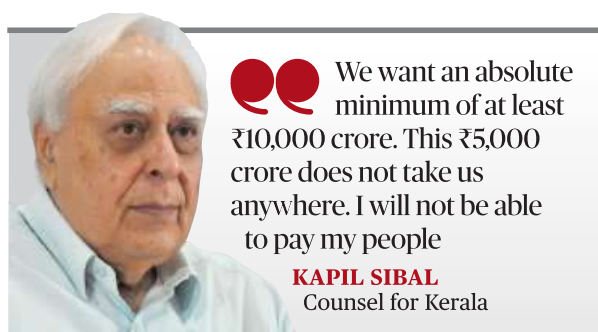 We want an absolute
minimum of at least
₹10,000 crore. This ₹5,000
crore does not take us
anywhere. I will not be able
to pay my people
KAPIL SIBAL
Counsel for Kerala